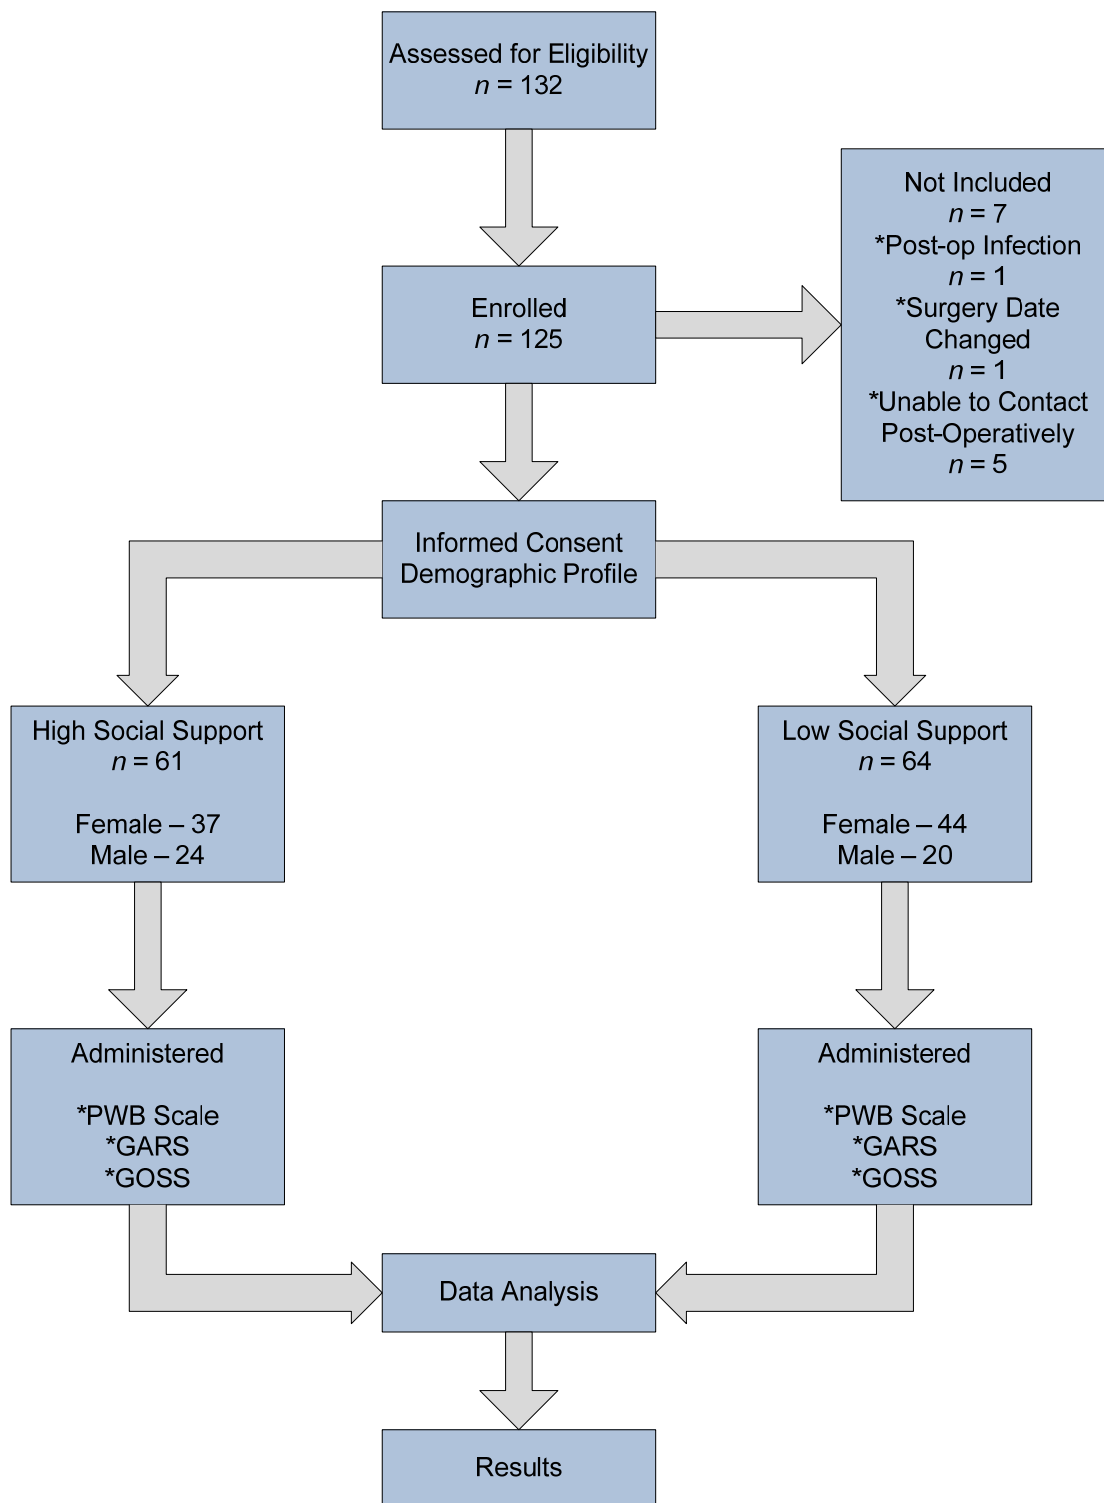 Assessed for Eligibility
n = 132
Not Included
n = 7
*Post-op Infection
n = 1
*Surgery Date
Changed
n = 1
*Unable to Contact
Post-Operatively
n = 5
Enrolled
n = 125
Informed Consent
Demographic Profile
High Social Support
n = 61
Female – 37
Male – 24
Low Social Support
n = 64
Female – 44
Male – 20
Administered
*PWB Scale
*GARS
*GOSS
Administered
*PWB Scale
*GARS
*GOSS
Data Analysis
Results